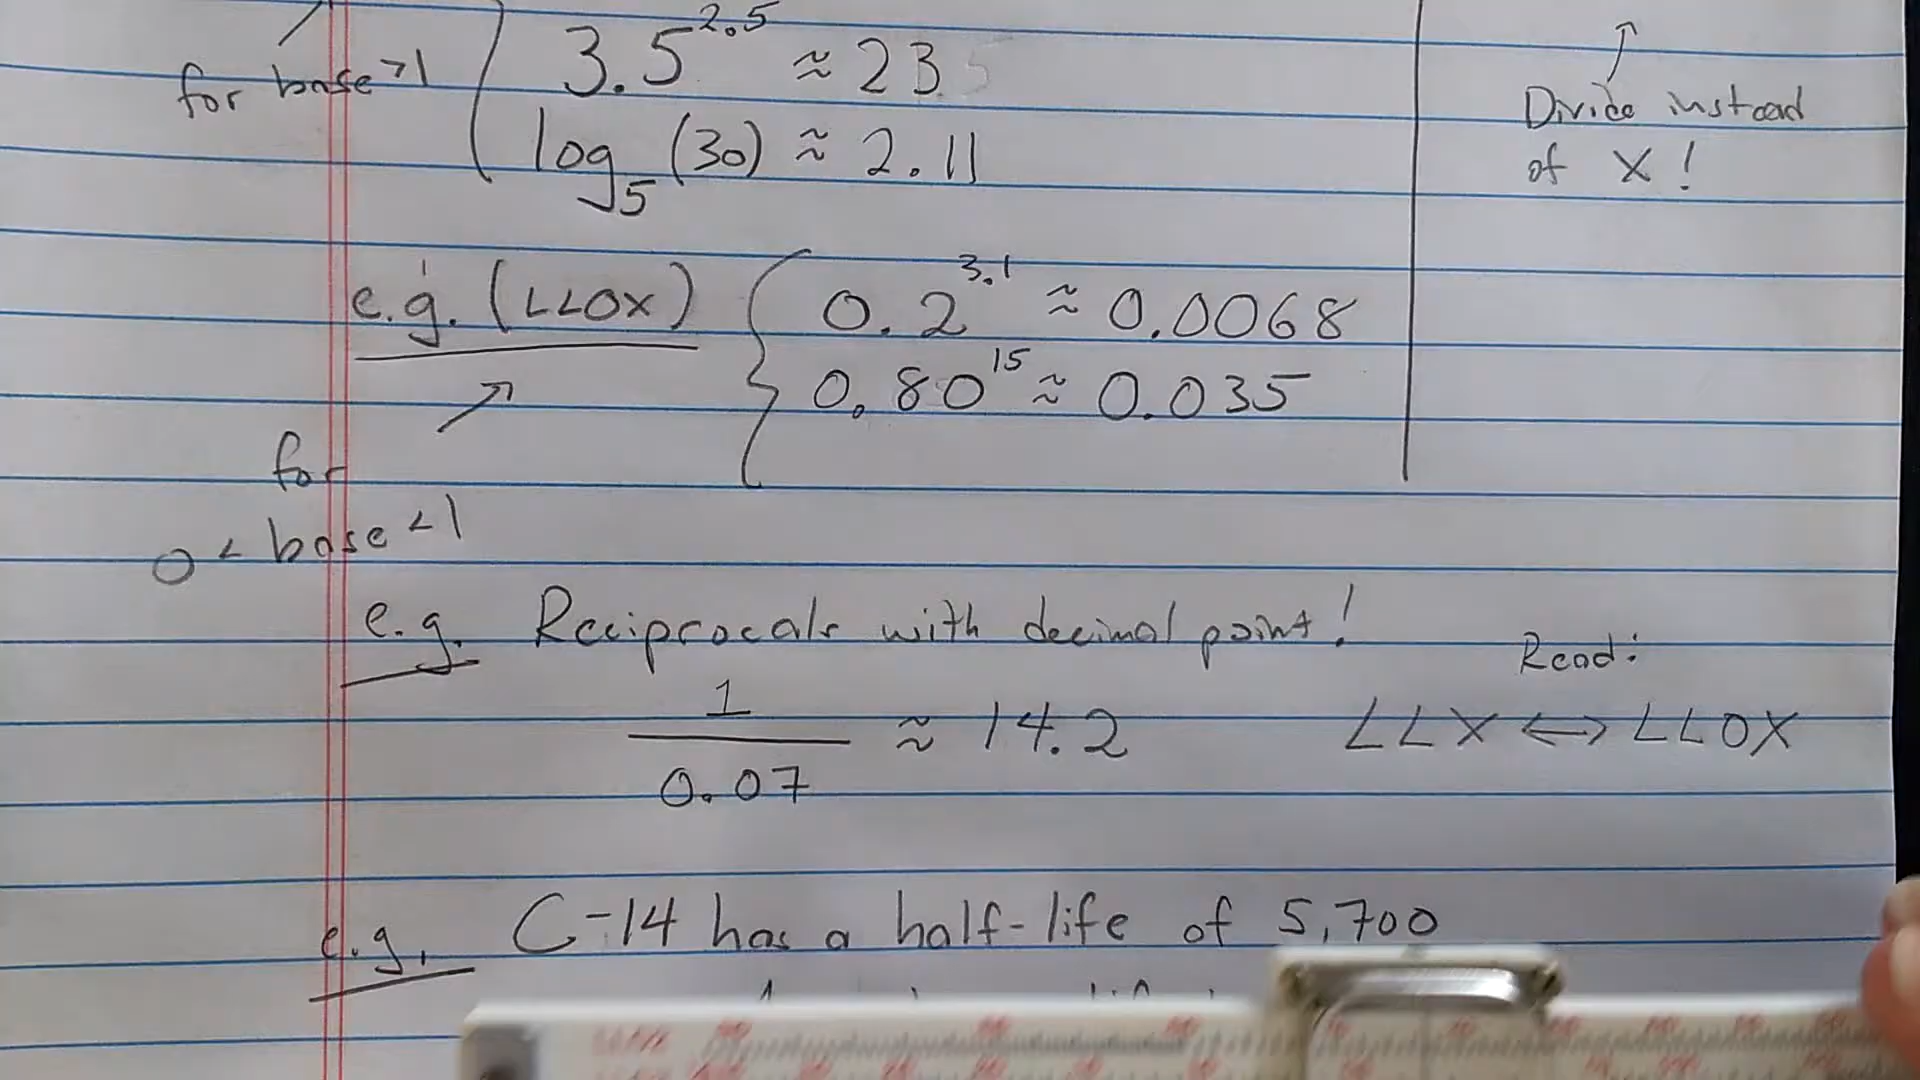 for base >1
3.5^2.5 ≈ 23
log_5 (30) ≈ 2.11
Divide instead
of X !
e.g. (LL0X)
0.2^3.1 ≈ 0.0068
0.80^15 ≈ 0.035
for
0 < base < 1
e.g. Reciprocals with decimal point!
1
0.07
≈ 14.2
Read:
LLX ↔ LL0X
e.g. C-14 has a half-life of 5,700